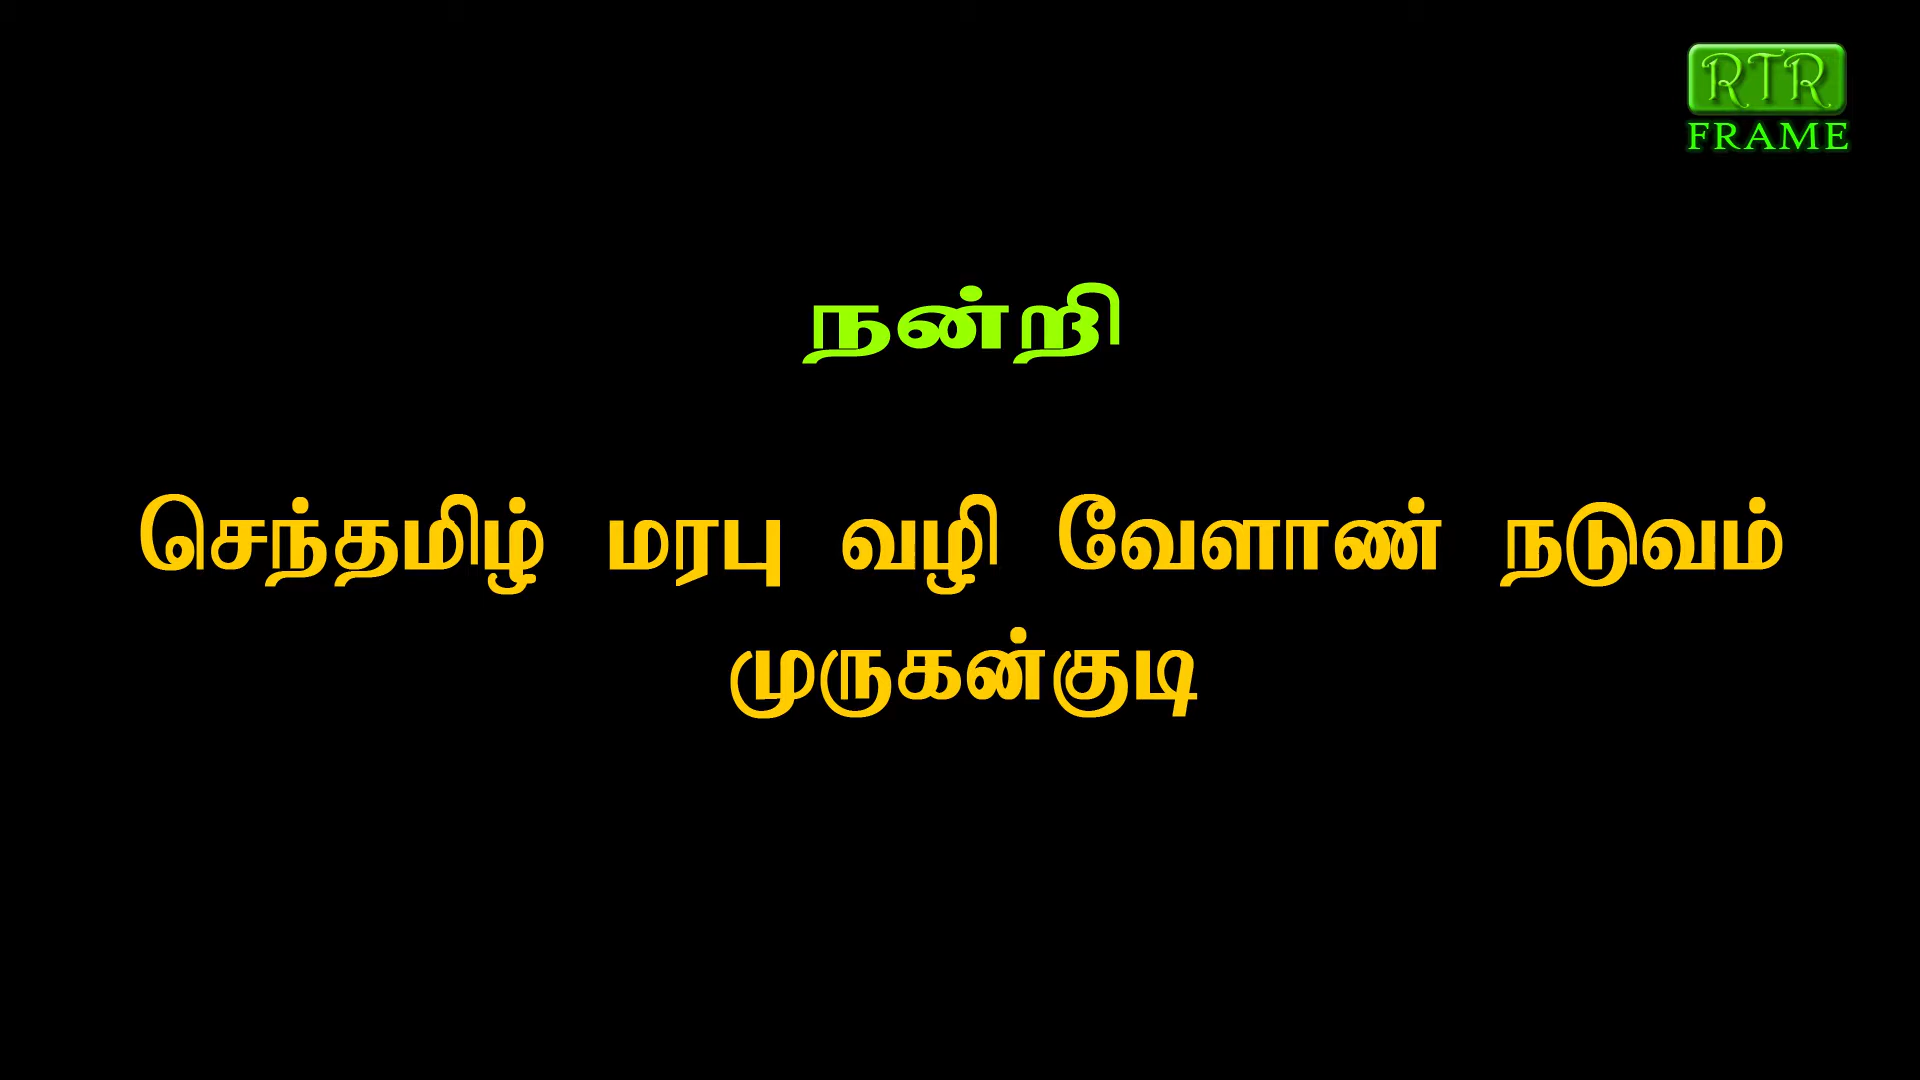 RTR
FRAME
நன்றி
செந்தமிழ் மரபு வழி வேளாண் நடுவம்
முருகன்குடி